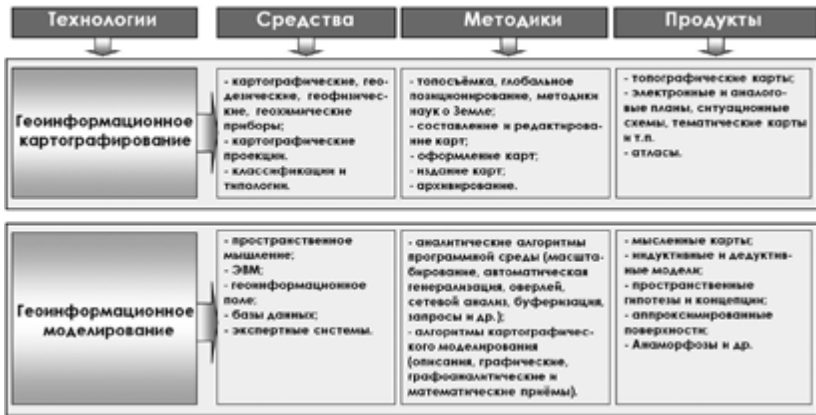 Технологии
Средства
Методики
Продукты
Геоинформационное
картографирование
- картографические, гео-
дезические, геофизичес-
кие, геохимические
приборы;
- картографические
проекции.
- классификации и
типологии.
- топосъёмка, глобальное
позиционирование, методики
наук о Земле;
- составление и редактирова-
ние карт;
- оформление карт;
- издание карт;
- архивирование.
- топографические карты;
- электронные и аналого-
вые планы, ситуационные
схемы, тематические карты
и т.п.
- атласы.
Геоинформационное
моделирование
- пространственное
мышление;
- ЭВМ;
- геоинформационное
поле;
- базы данных;
- экспертные системы.
- аналитические алгоритмы
программной среды (масшта-
бирование, автоматическая
генерализация, оверлей,
сетевой анализ, буферизация,
запросы и др.);
- алгоритмы картографичес-
кого моделирования
(описания, графические,
графоаналитические и
математические приёмы).
- мысленные карты;
- индуктивные и дедуктив-
ные модели;
- пространственные
гипотезы и концепции;
- аппроксимированные
поверхности;
- Анаморфозы и др.